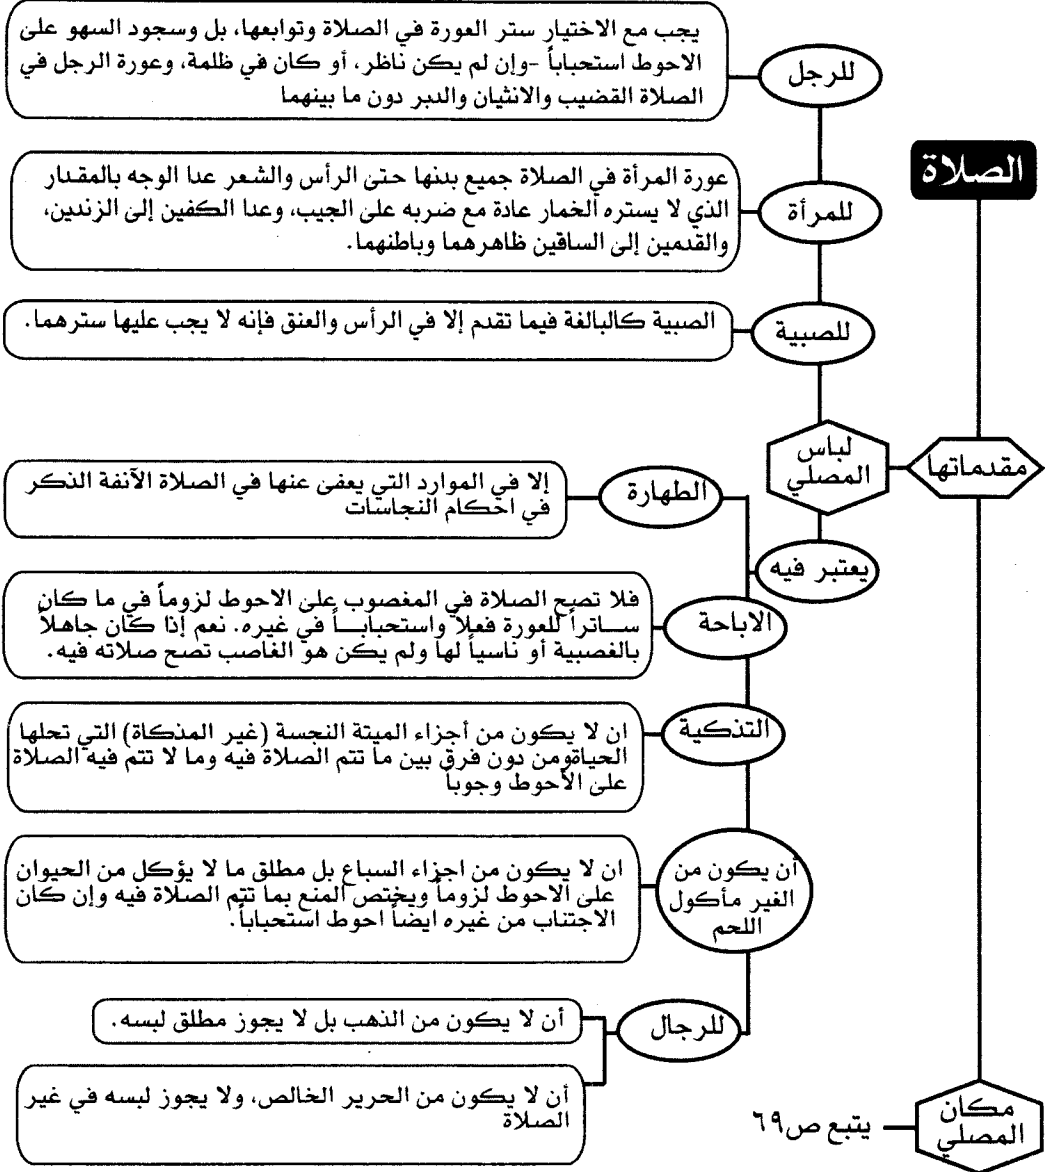 الصلاة
مقدماتها
لباس
المصلي
للرجل
يجب مع الاختيار ستر العورة في الصلاة وتوابعها، بل وسجود السهو على
الاحوط استحباباً -وإن لم يكن ناظر، أو كان في ظلمة، وعورة الرجل في
الصلاة القضيب والانثيان والدبر دون ما بينهما
للمرأة
عورة المرأة في الصلاة جميع بدنها حتى الرأس والشعر عدا الوجه بالمقدار
الذي لا يستره الخمار عادة مع ضربه على الجيب، وعدا الكفين إلى الزندين،
والقدمين إلى الساقين ظاهرهما وباطنهما.
للصبية
الصبية كالبالغة فيما تقدم إلا في الرأس والعنق فإنه لا يجب عليها سترهما.
يعتبر فيه
الطهارة
إلا في الموارد التي يعفى عنها في الصلاة الآنفة الذكر
في احكام النجاسات
الاباحة
فلا تصح الصلاة في المغصوب على الاحوط لزوماً في ما كان
ساتراً للعورة فعلاً واستحباباً في غيره. نعم إذا كان جاهلاً
بالغصبية أو ناسياً لها ولم يكن هو الغاصب تصح صلاته فيه.
التذكية
ان لا يكون من أجزاء الميتة النجسة (غير المذكاة) التي تحلها
الحياةومن دون فرق بين ما تتم الصلاة فيه وما لا تتم فيه الصلاة
على الأحوط وجوباً
أن يكون من
الغير مأكول
اللحم
ان لا يكون من اجزاء السباع بل مطلق ما لا يؤكل من الحيوان
على الاحوط لزوماً ويختص المنع بما تتم الصلاة فيه وإن كان
الاجتناب من غيره ايضاً احوط استحباباً.
للرجال
أن لا يكون من الذهب بل لا يجوز مطلق لبسه.
أن لا يكون من الحرير الخالص، ولا يجوز لبسه في غير
الصلاة
مكان
المصلي
يتبع ص٦٩